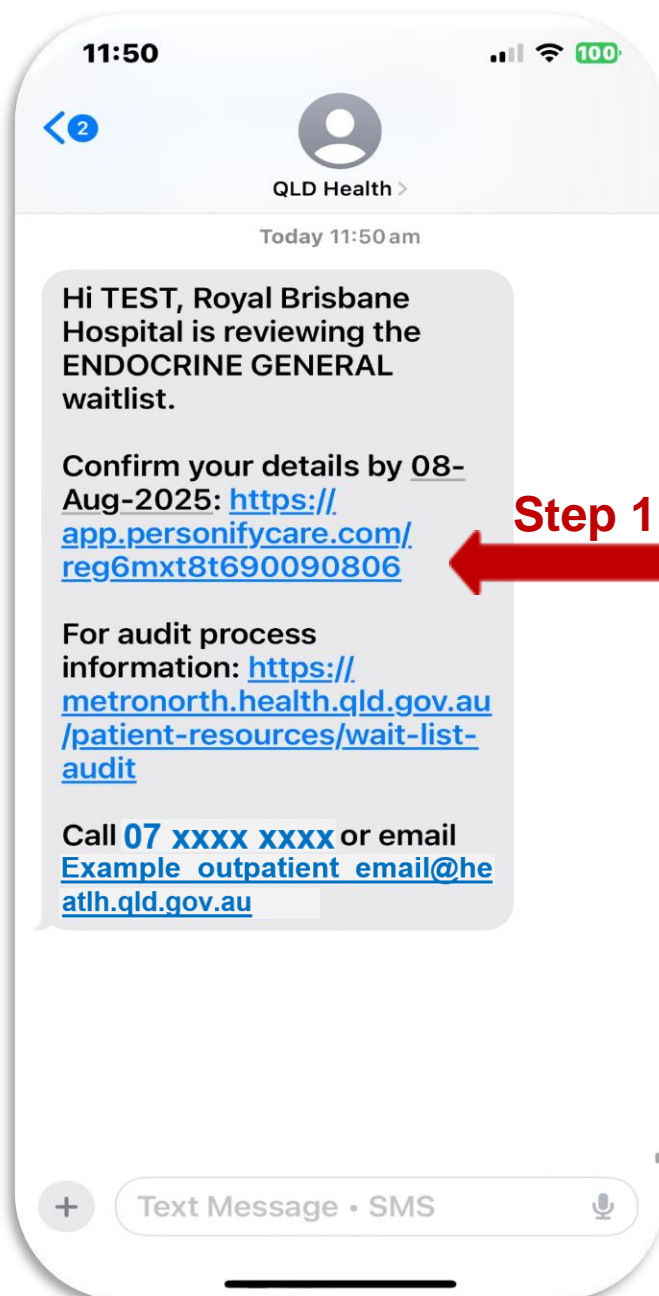 11:50
100
2
QLD Health >
Today 11:50 am
Hi TEST, Royal Brisbane
Hospital is reviewing the
ENDOCRINE GENERAL
waitlist.
Confirm your details by 08-
Aug-2025: https://
app.personifycare.com/
reg6mxt8t690090806
Step 1
For audit process
information: https://
metronorth.health.qld.gov.au
/patient-resources/wait-list-
audit
Call 07 xxxx xxxx or email
Example_outpatient_email@he
atlh.qld.gov.au
+
Text Message • SMS